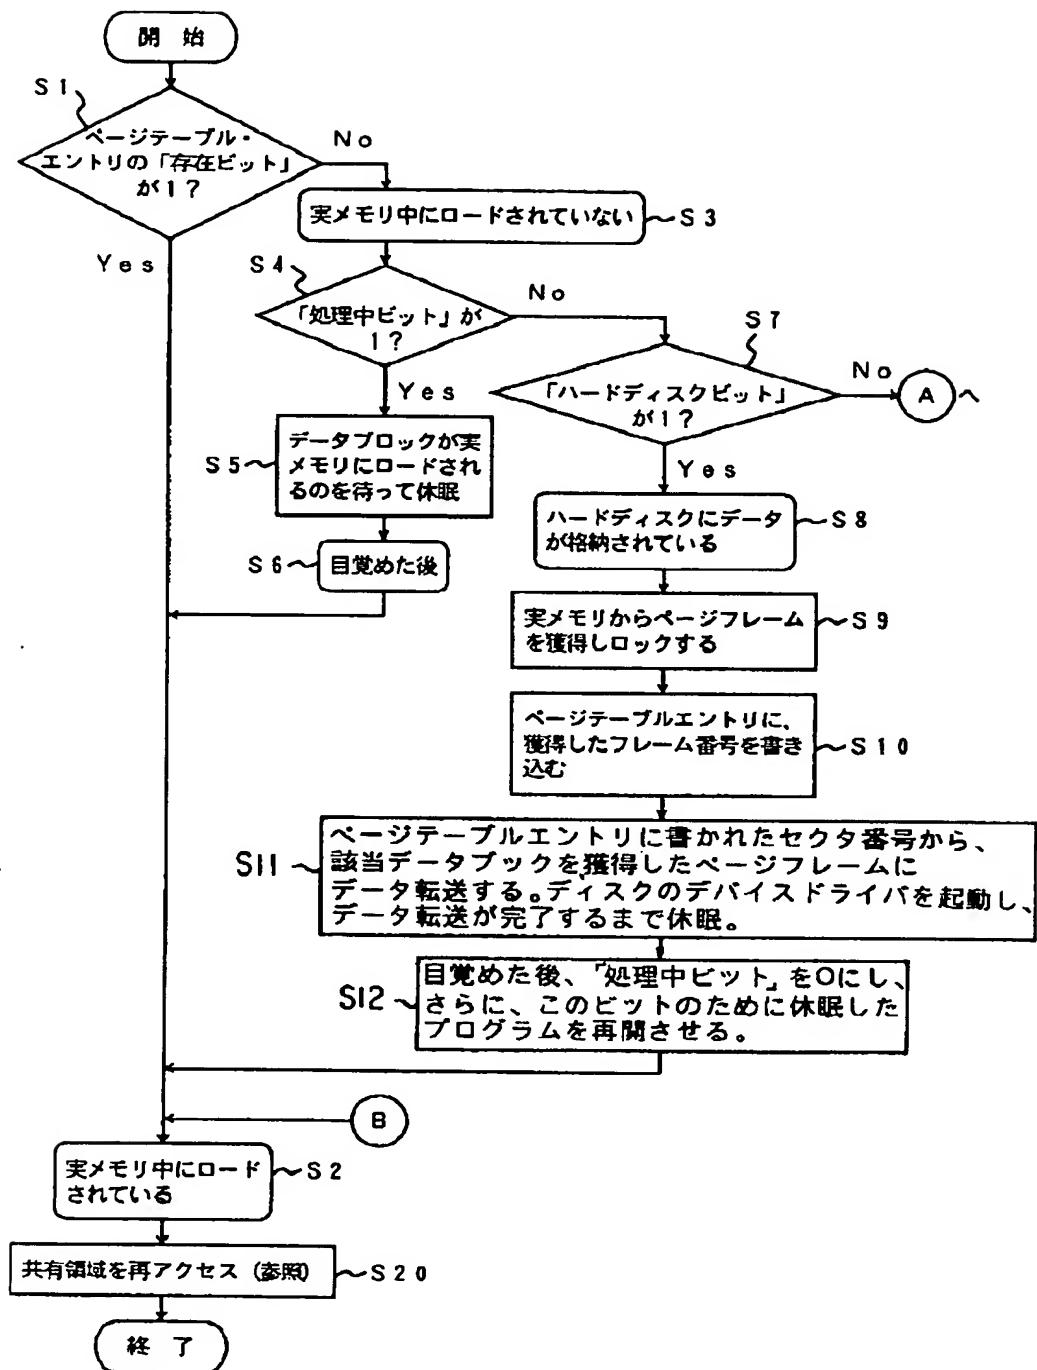 開 始
S1
ページテーブル・
エントリの「存在ビット」
が1?
No
Yes
実メモリ中にロードされていない
S3
S4
「処理中ビット」が
1?
No
Yes
S7
「ハードディスクビット」
が1?
No
A
へ
Yes
S5
データブロックが実
メモリにロードされ
るのを待って休眠
S6
目覚めた後
ハードディスクにデータ
が格納されている
S8
実メモリからページフレーム
を獲得しロックする
S9
ページテーブルエントリに、
獲得したフレーム番号を書き
込む
S10
S11
ページテーブルエントリに書かれたセクタ番号から、
該当データブックを獲得したページフレームに
データ転送する。ディスクのデバイスドライバを起動し、
データ転送が完了するまで休眠。
S12
目覚めた後、「処理中ビット」を0にし、
さらに、このビットのために休眠した
プログラムを再開させる。
B
実メモリ中にロード
されている
S2
共有領域を再アクセス(参照)
S20
終 了